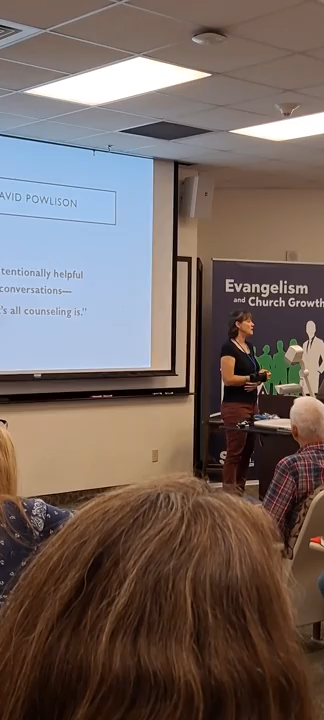 AVID POWLISON
tentionally helpful
conversations—
's all counseling is."
Evangelism
and Church Growth